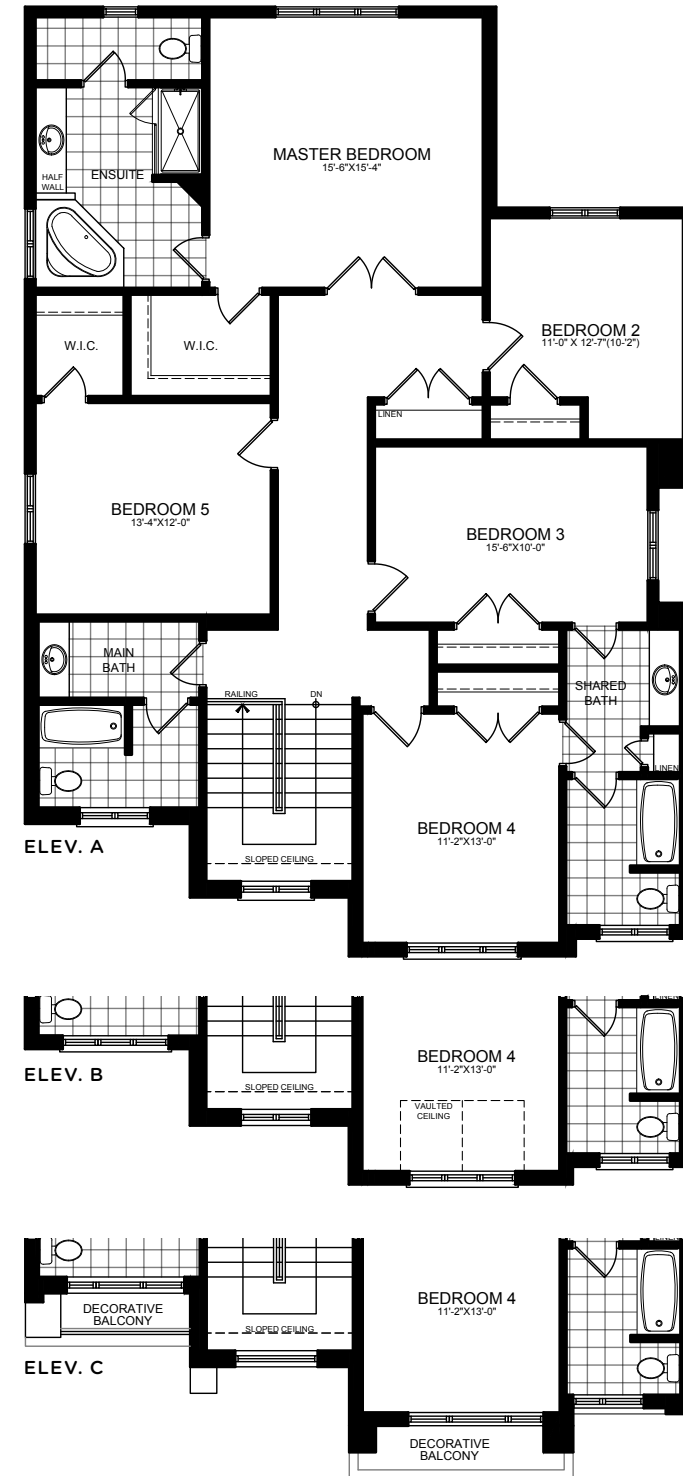 MASTER BEDROOM
15'-6"X15'-4"
ENSUITE
HALF
WALL
W.I.C.
W.I.C.
BEDROOM 2
11'-0" X 12'-7"(10-'2")
LINEN
BEDROOM 5
13'-4"X12'-0"
BEDROOM 3
15'-6"X10'-0"
MAIN
BATH
SHARED
BATH
RAILING
DN
LINEN
BEDROOM 4
11'-2"X13'-0"
SLOPED CEILING
ELEV. A
LINEN
BEDROOM 4
11'-2"X13'-0"
ELEV. B
SLOPED CEILING
VAULTED
CEILING
LINEN
BEDROOM 4
11'-2"X13'-0"
DECORATIVE
BALCONY
SLOPED CEILING
ELEV. C
DECORATIVE
BALCONY